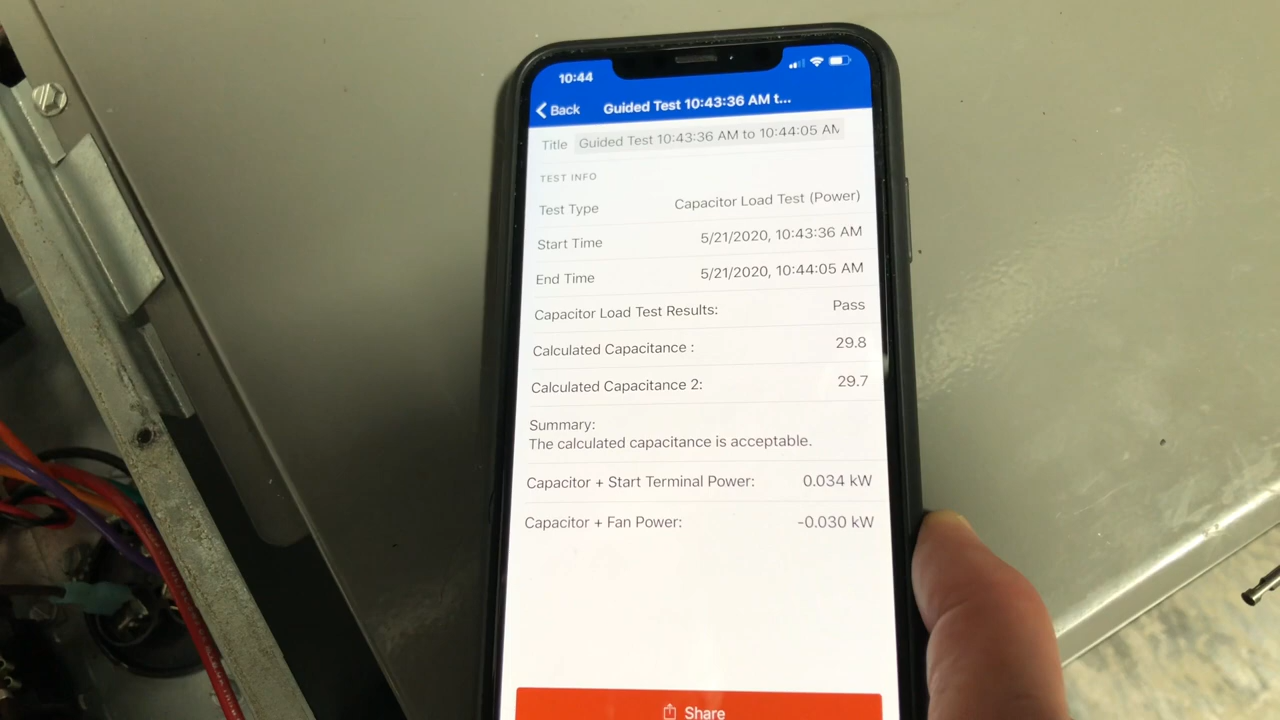 10:44
Back Guided Test 10:43:36 AM t...
Title Guided Test 10:43:36 AM to 10:44:05 AM
TEST INFO
Test Type Capacitor Load Test (Power)
Start Time 5/21/2020, 10:43:36 AM
End Time 5/21/2020, 10:44:05 AM
Capacitor Load Test Results: Pass
Calculated Capacitance : 29.8
Calculated Capacitance 2: 29.7
Summary:
The calculated capacitance is acceptable.
Capacitor + Start Terminal Power: 0.034 kW
Capacitor + Fan Power: -0.030 kW
Share